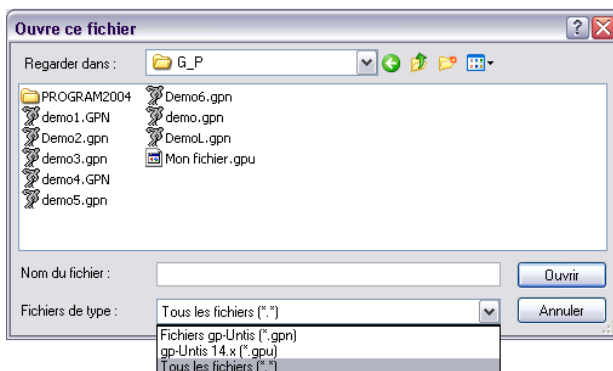 Ouvre ce fichier
Regarder dans :
G_P
PROGRAM2004
demo1.GPN
Demo2.gpn
demo3.gpn
demo4.GPN
demo5.gpn
Demo6.gpn
demo.gpn
DemoL.gpn
Mon fichier.gpu
Nom du fichier :
Ouvrir
Fichiers de type :
Tous les fichiers (*.*)
Annuler
Fichiers gp-Untis (*.gpn)
gp-Untis 14.x (*.gpu)
Tous les fichiers (*.*)